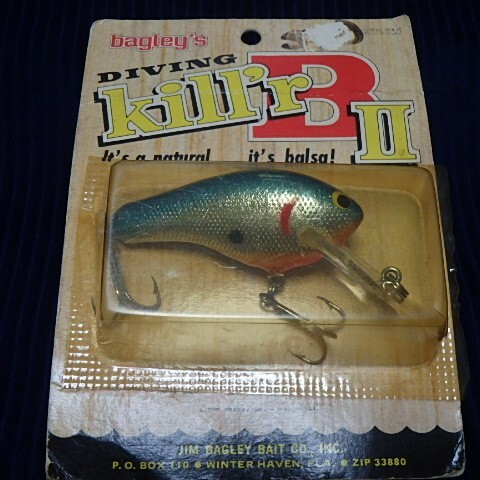 bagley's
DIVING
kill'r B II
It's a natural it's balsa!
JIM BAGLEY BAIT CO., INC.
P. O. BOX 110 ● WINTER HAVEN, FLA. ● ZIP 33880